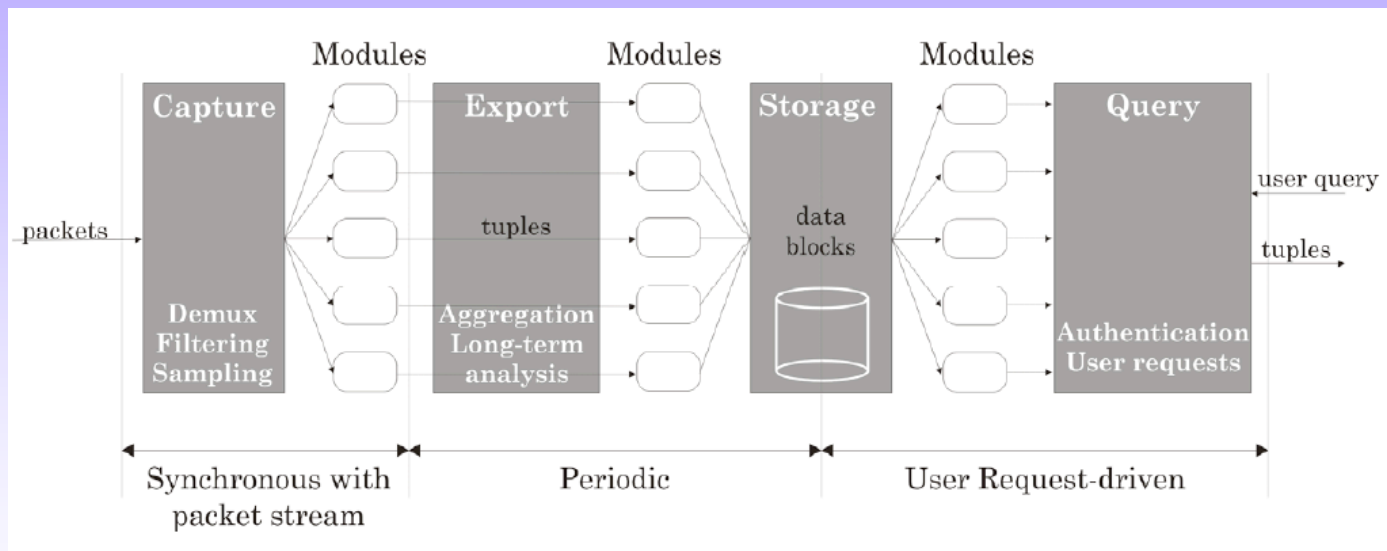 Modules
Modules
Modules
Capture
Export
Storage
Query
packets
tuples
data
blocks
user query
tuples
Demux
Filtering
Sampling
Aggregation
Long-term
analysis
Authentication
User requests
Synchronous with
packet stream
Periodic
User Request-driven